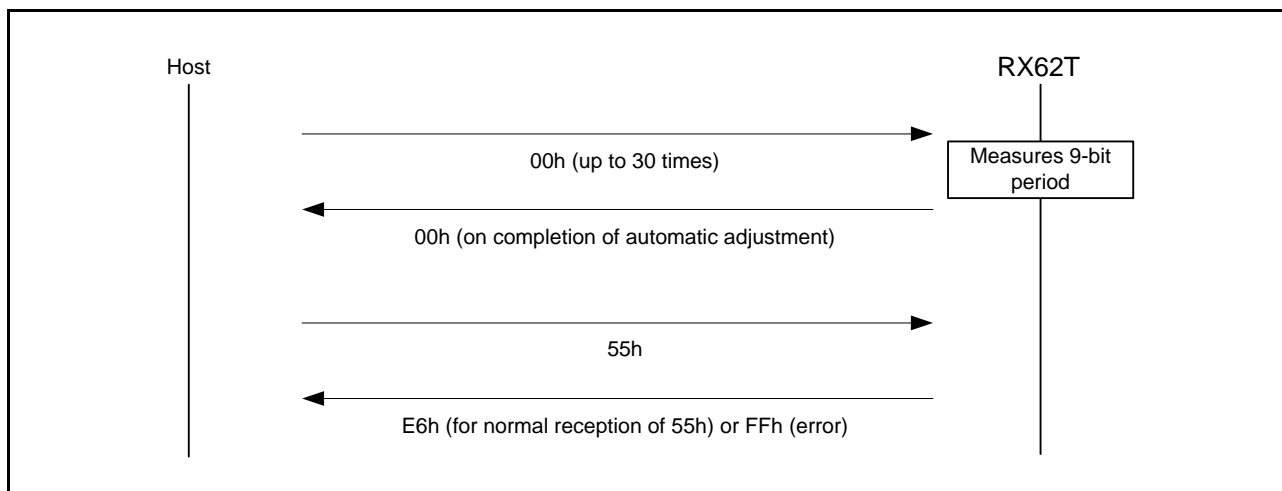 Host
RX62T
00h (up to 30 times)
Measures 9-bit
period
00h (on completion of automatic adjustment)
55h
E6h (for normal reception of 55h) or FFh (error)